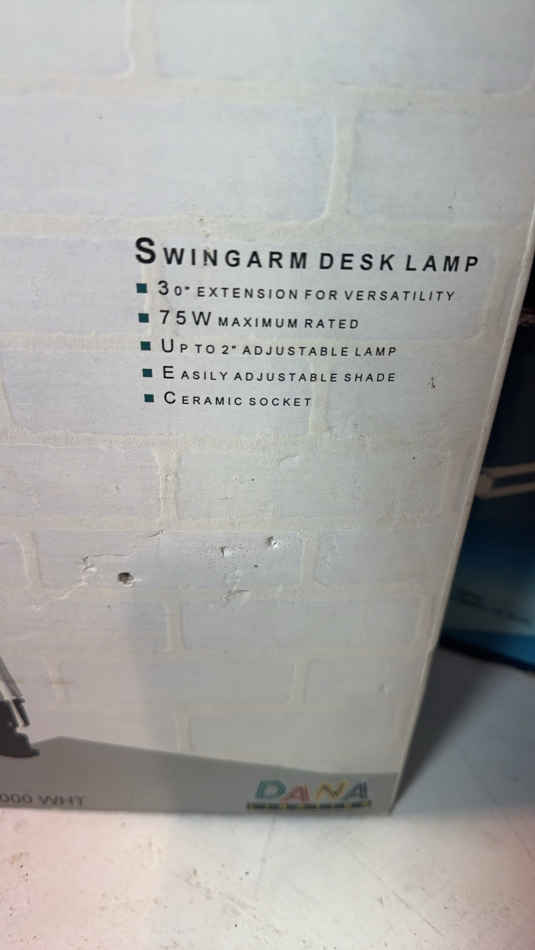 SWINGARM DESK LAMP
30" EXTENSION FOR VERSATILITY
75W MAXIMUM RATED
UP TO 2" ADJUSTABLE LAMP
EASILY ADJUSTABLE SHADE
CERAMIC SOCKET
000 WHT
DANA